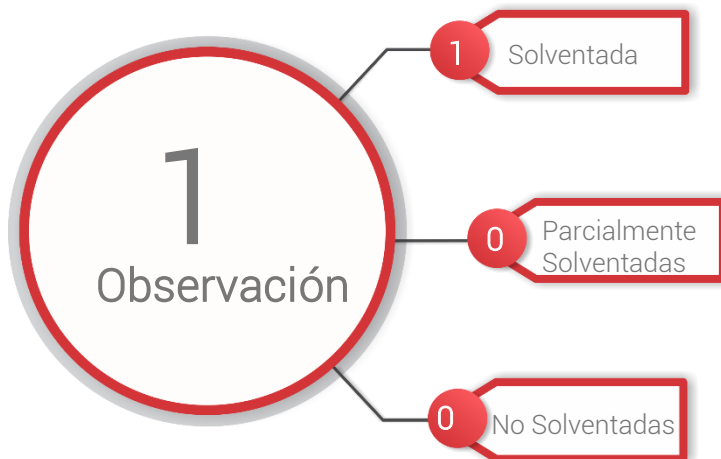 1
Observación
1
Solventada
0
Parcialmente
Solventadas
0
No Solventadas